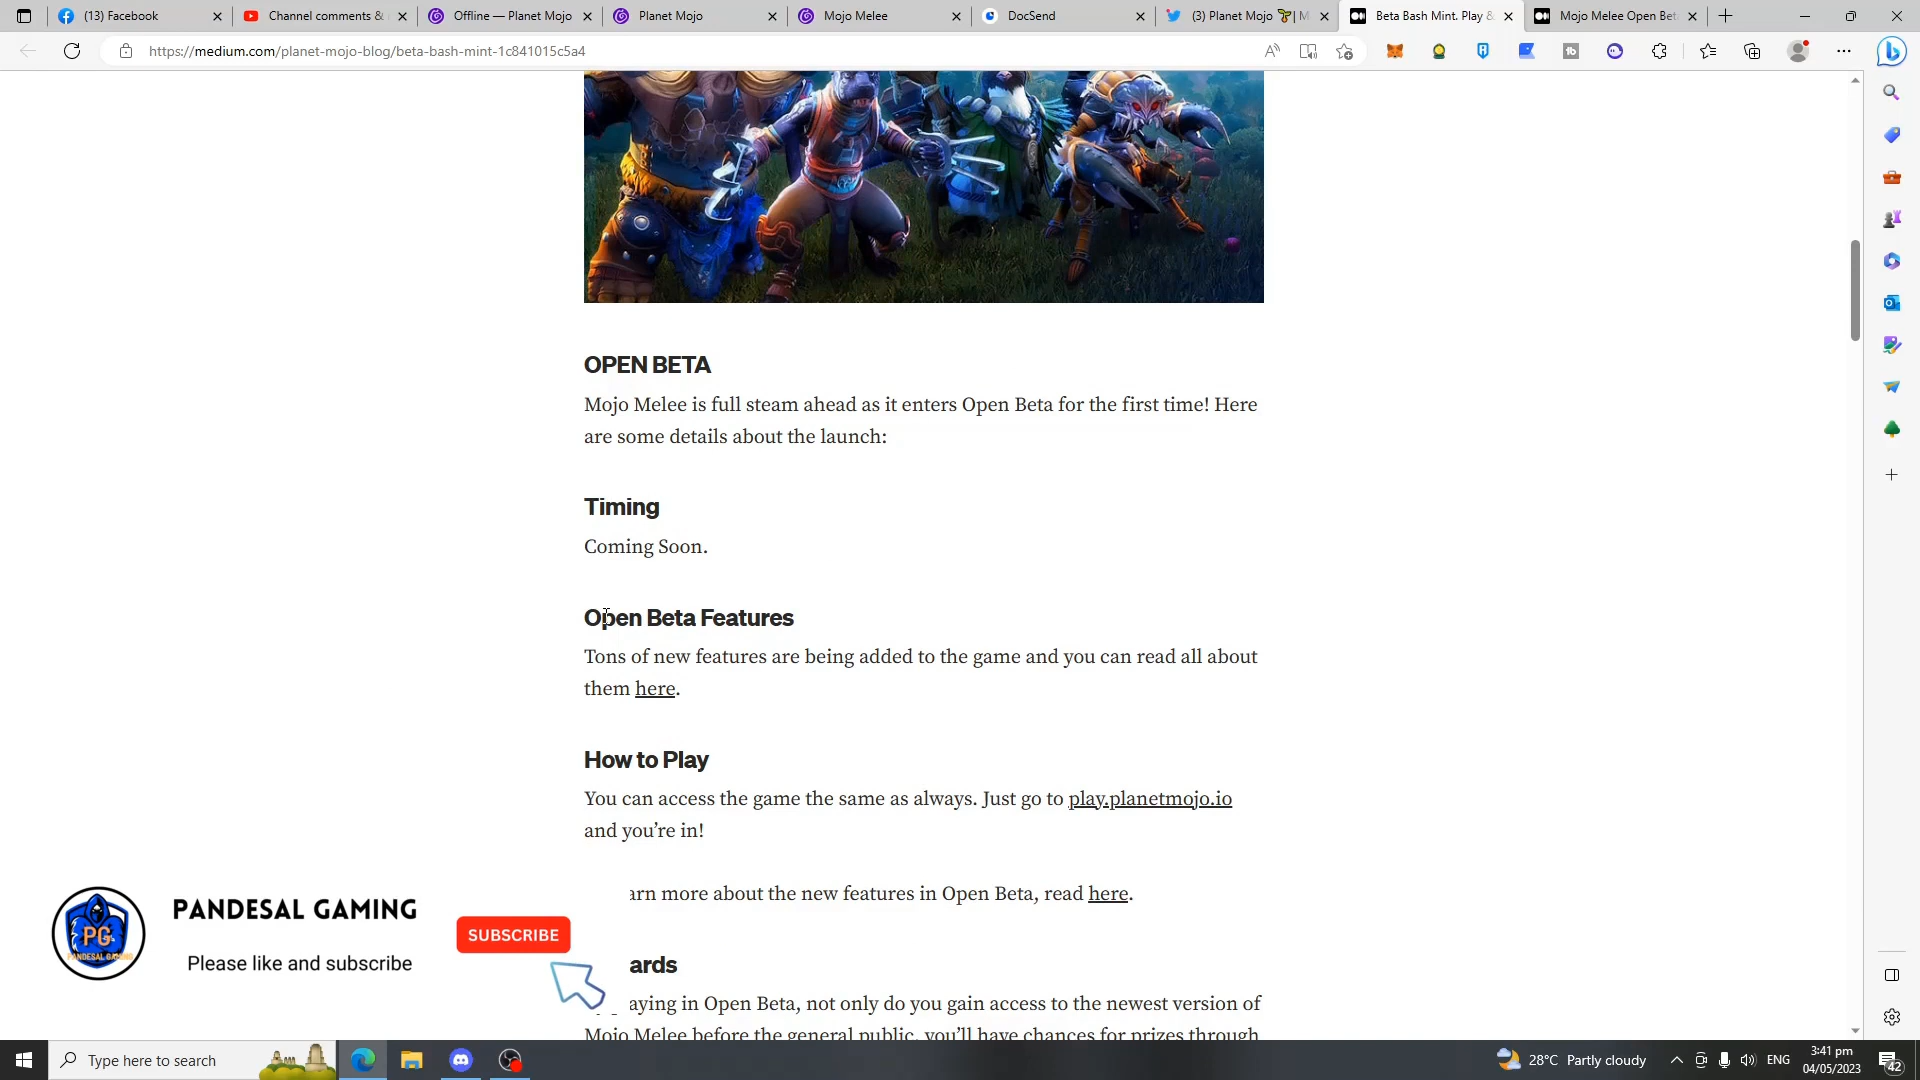 (13) Facebook
Channel comments &
Offline — Planet Mojo
Planet Mojo
Mojo Melee
DocSend
(3) Planet Mojo
Beta Bash Mint. Play &
Mojo Melee Open Bet
https://medium.com/planet-mojo-blog/beta-bash-mint-1c841015c5a4
OPEN BETA
Mojo Melee is full steam ahead as it enters Open Beta for the first time! Here
are some details about the launch:
Timing
Coming Soon.
Open Beta Features
Tons of new features are being added to the game and you can read all about
them here.
How to Play
You can access the game the same as always. Just go to play.planetmojo.io
and you’re in!
arn more about the new features in Open Beta, read here.
ards
aying in Open Beta, not only do you gain access to the newest version of
Mojo Melee before the general public, you’ll have chances for prizes through
PG
PANDESAL GAMING
PANDESAL GAMING
Please like and subscribe
SUBSCRIBE
Type here to search
28°C Partly cloudy
ENG
3:41 pm
04/05/2023
42